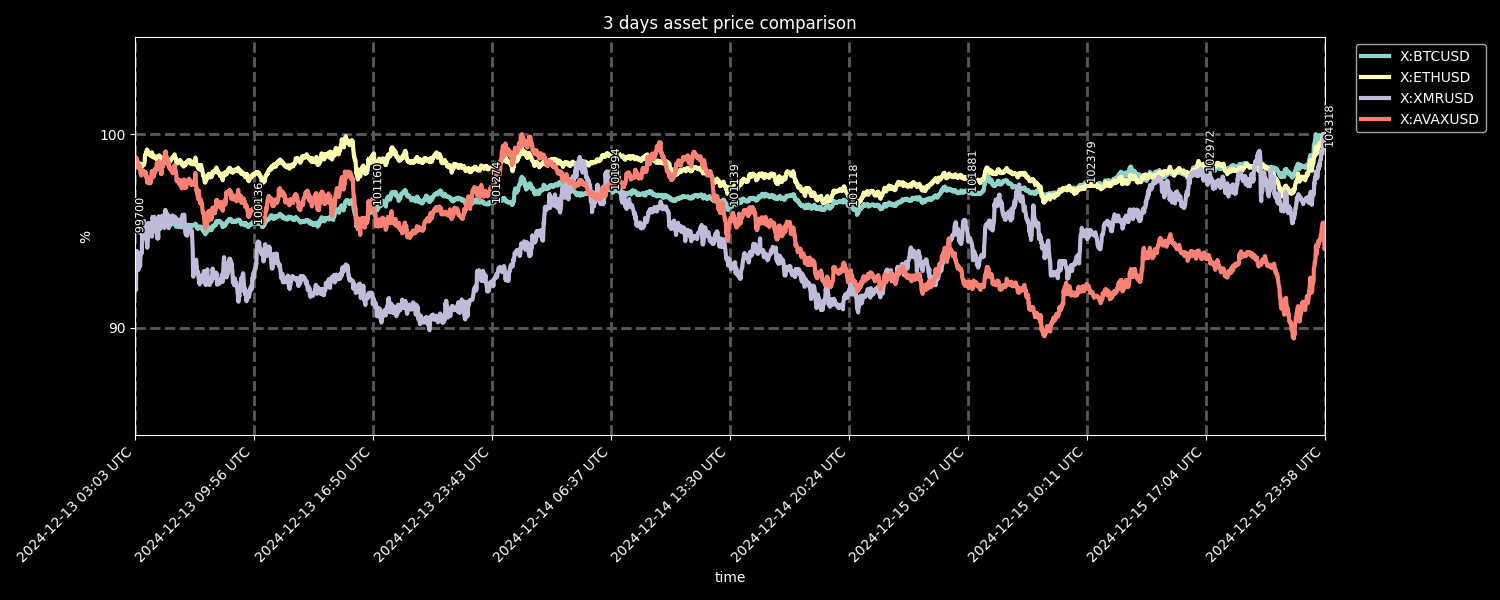 3 days asset price comparison
X:BTCUSD
X:ETHUSD
X:XMRUSD
X:AVAXUSD
%
100
90
99700
100136
101160
101274
101994
101139
101118
101881
102379
102972
104318
2024-12-13 03:03 UTC
2024-12-13 09:56 UTC
2024-12-13 16:50 UTC
2024-12-13 23:43 UTC
2024-12-14 06:37 UTC
2024-12-14 13:30 UTC
2024-12-14 20:24 UTC
2024-12-15 03:17 UTC
2024-12-15 10:11 UTC
2024-12-15 17:04 UTC
2024-12-15 23:58 UTC
time